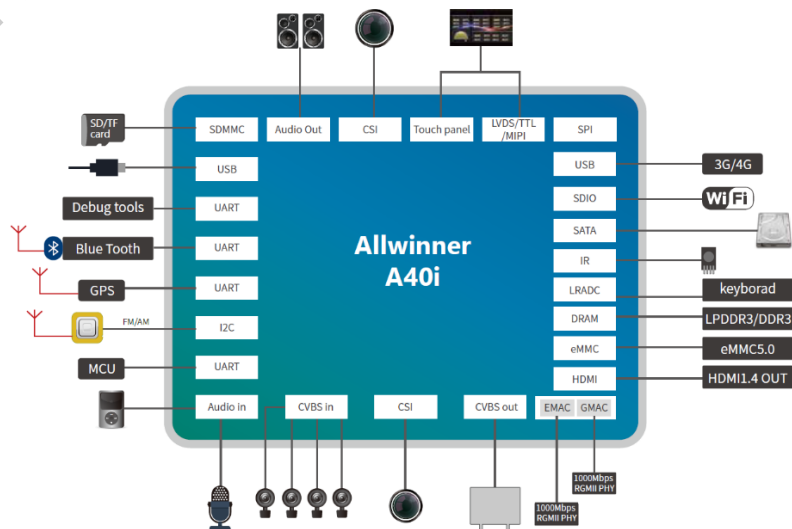 SD/TF
card
SDMMC
Audio Out
CSI
Touch panel
LVDS/TTL
/MIPI
SPI
USB
USB
3G/4G
Debug tools
UART
SDIO
WiFi
Blue Tooth
UART
SATA
Allwinner
A40i
IR
GPS
UART
LRADC
keyborad
FM/AM
I2C
DRAM
LPDDR3/DDR3
MCU
UART
eMMC
eMMC5.0
HDMI
HDMI1.4 OUT
Audio in
CVBS in
CSI
CVBS out
EMAC
GMAC
1000Mbps
RGMII PHY
1000Mbps
RGMII PHY